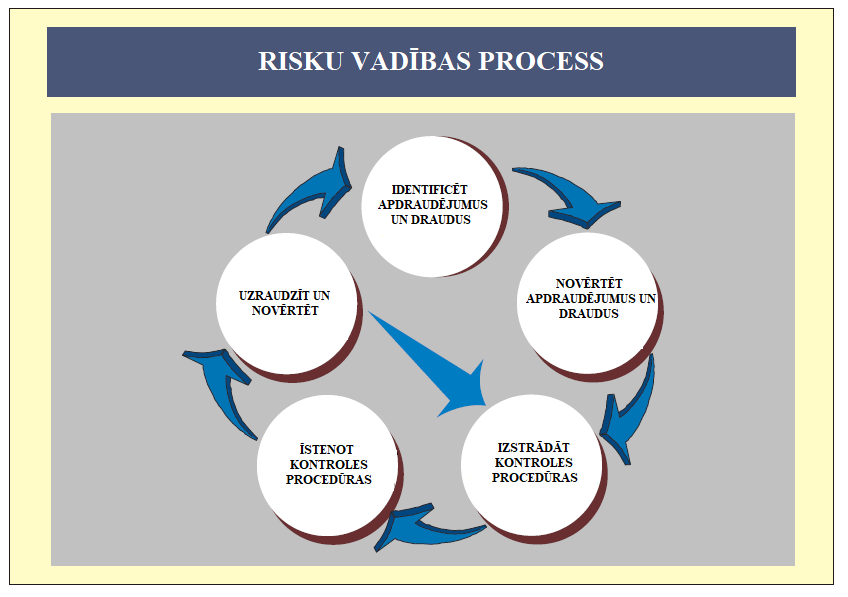 RISKU VADĪBAS PROCESS
IDENTIFICĒT
APDRAUDĒJUMUS
UN DRAUDUS
NOVĒRTĒT
APDRAUDĒJUMUS UN
DRAUDUS
IZSTRĀDĀT
KONTROLES
PROCEDŪRAS
ĪSTENOT
KONTROLES
PROCEDŪRAS
UZRAUDZĪT UN
NOVĒRTĒT